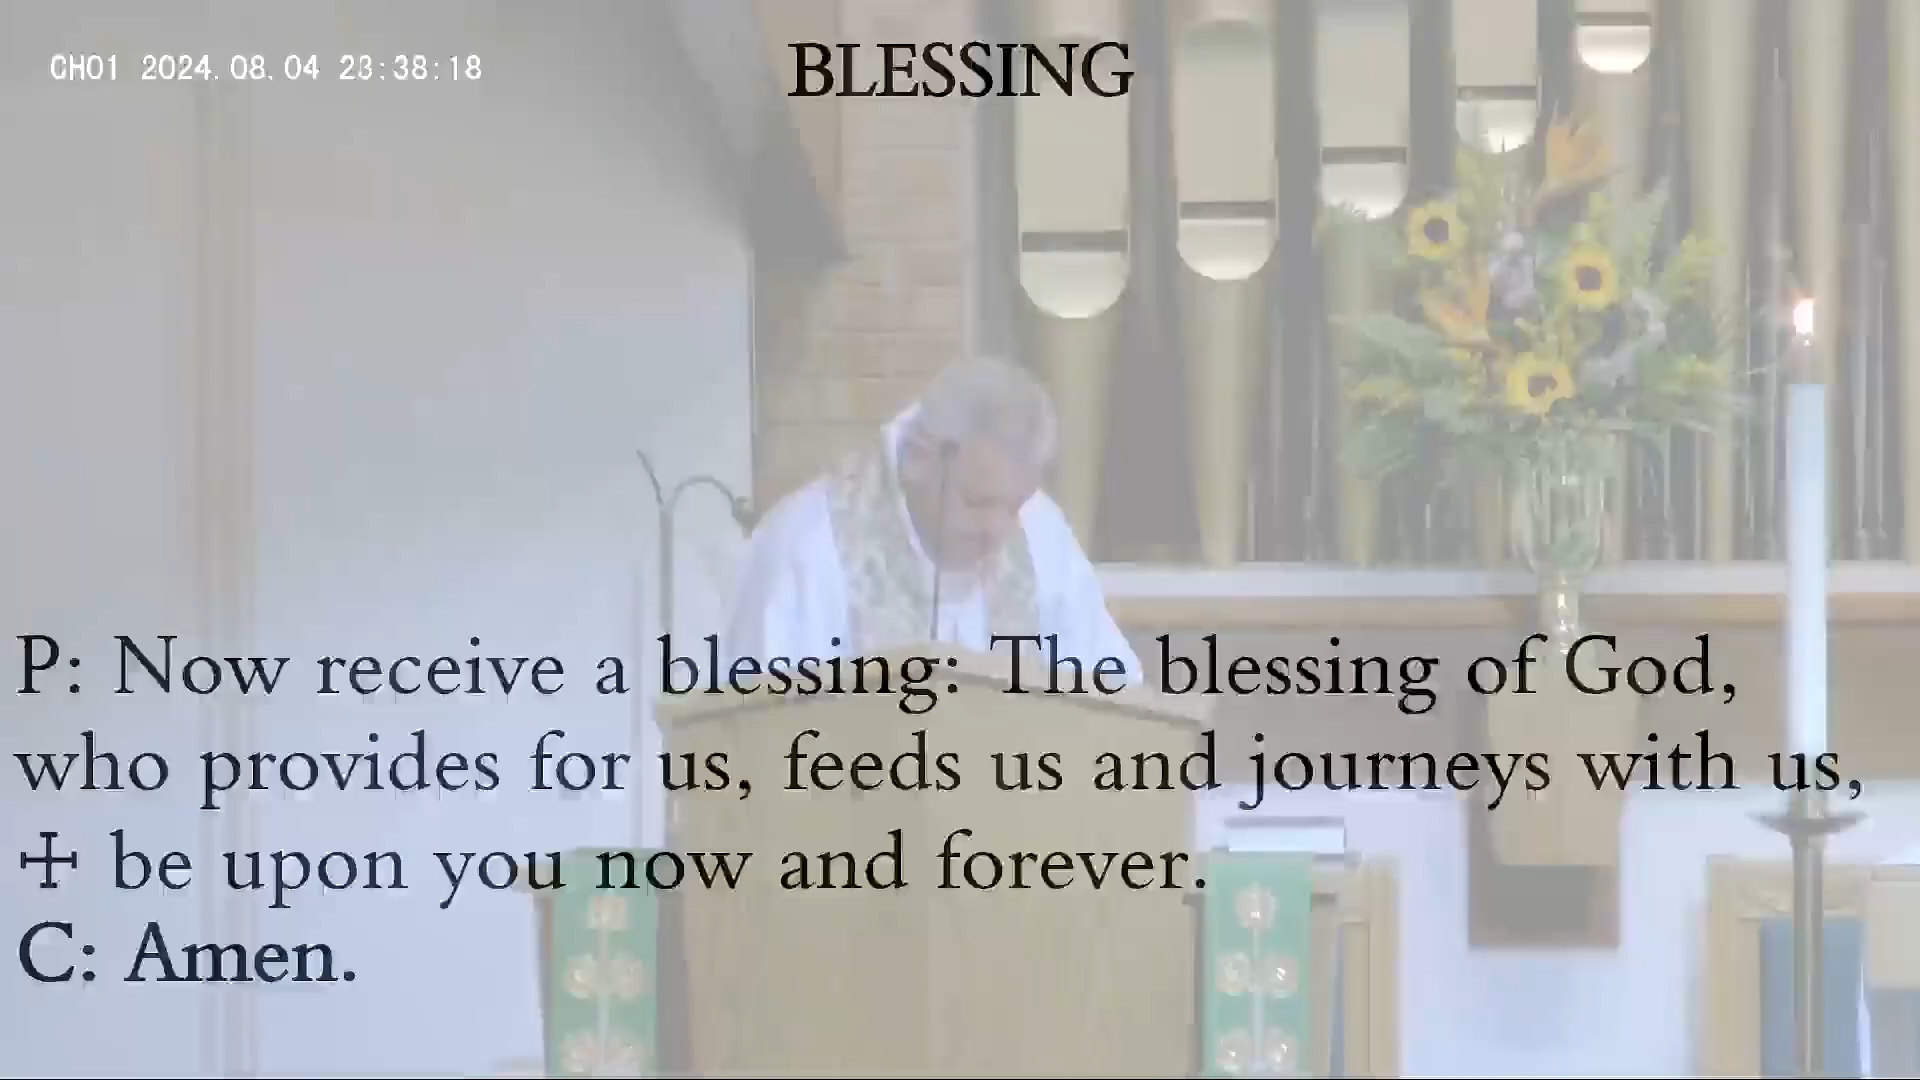 CH01 2024.08.04 23:38:18
BLESSING
P: Now receive a blessing: The blessing of God,
who provides for us, feeds us and journeys with us,
☩ be upon you now and forever.
C: Amen.